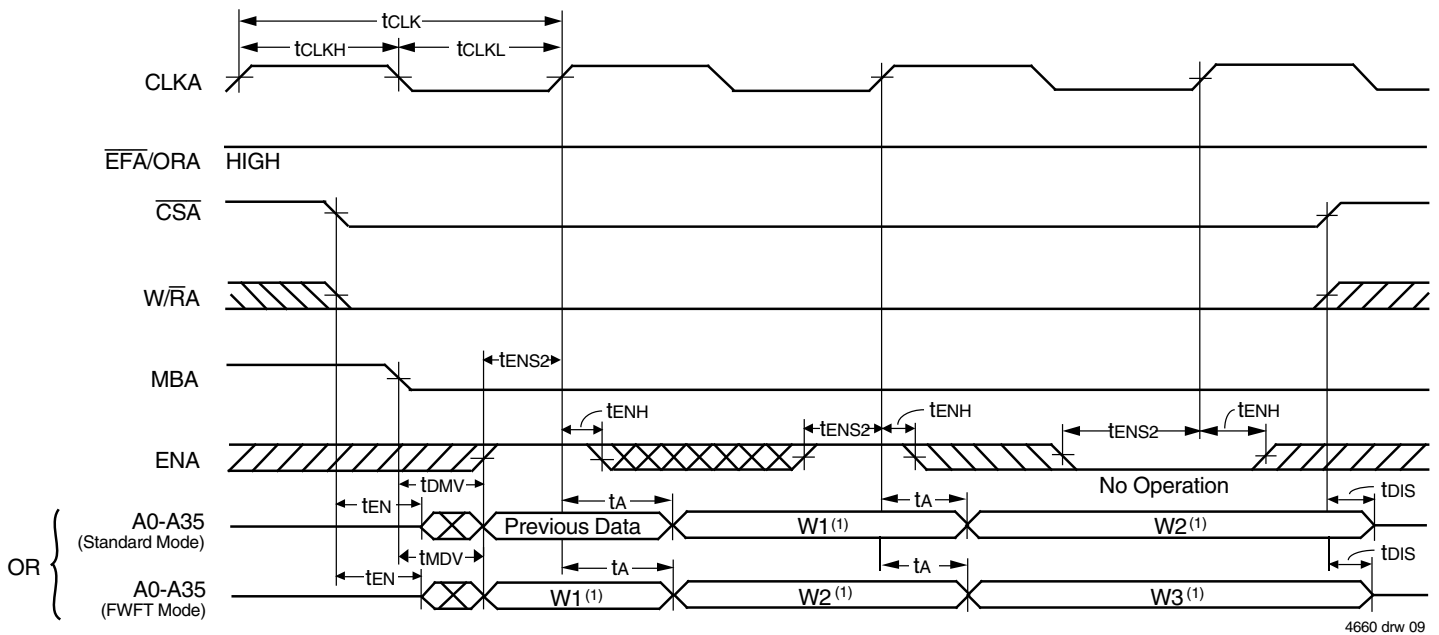 tCLK
tCLKH tCLKL
CLKA
EFA/ORA HIGH
CSA
W/RA
tENS2
MBA
tENH tENS2 tENH tENS2 tENH
ENA
tDMV No Operation
tEN tA tA tDIS
A0-A35 Previous Data W1(1) W2(1)
(Standard Mode)
OR tMDV tDIS
tEN tA tA
A0-A35 W1(1) W2(1) W3(1)
(FWFT Mode)
4660 drw 09